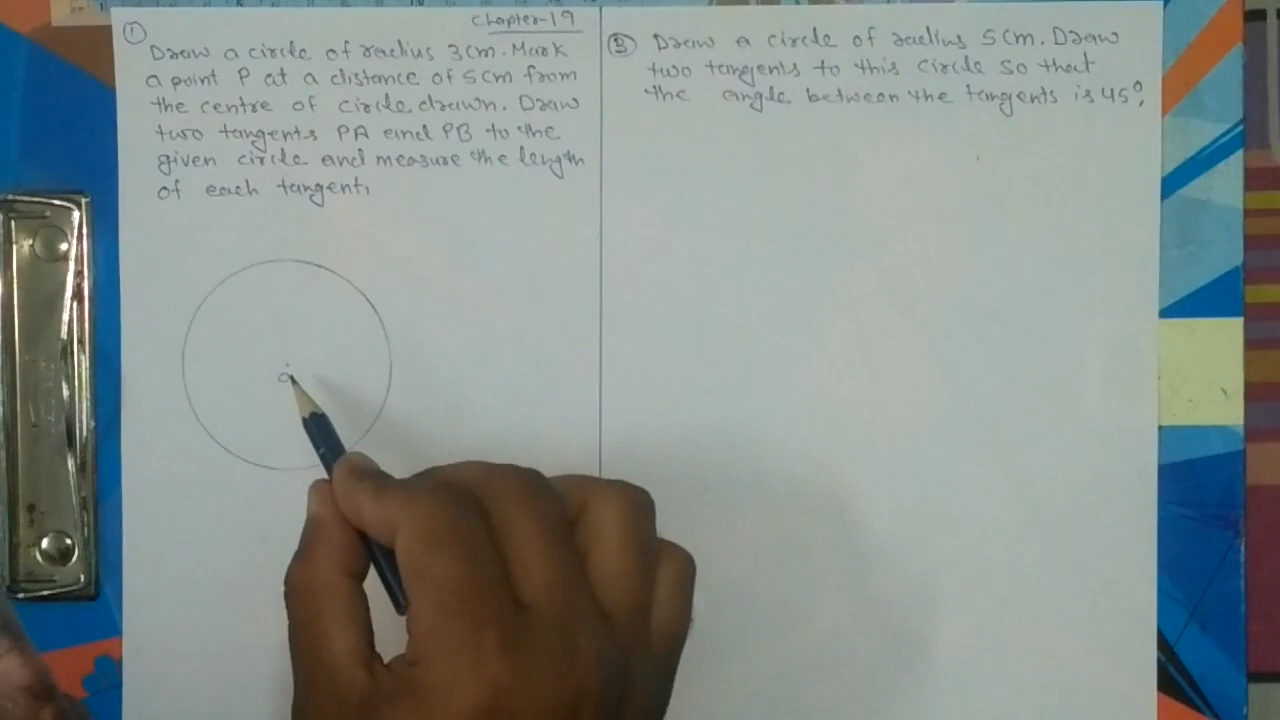 Chapter-19
①
Draw a circle of radius 3cm. Mark
a point P at a distance of 5cm from
the centre of circle drawn. Draw
two tangents PA and PB to the
given circle and measure the length
of each tangent.
③ Draw a circle of radius 5cm. Draw
two tangents to this circle so that
the angle between the tangents is 45°.
O